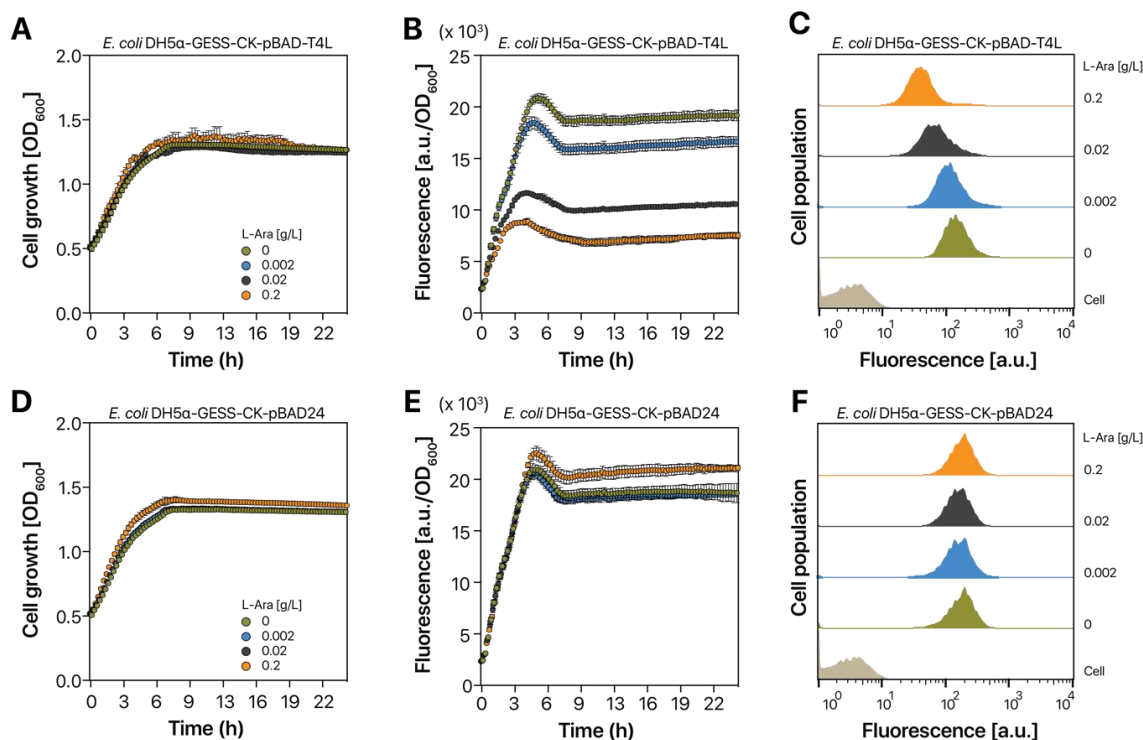 A
E. coli DH5α-GESS-CK-pBAD-T4L
Cell growth [OD600]
2.0
1.5
1.0
0.5
0.0
L-Ara [g/L]
0
0.002
0.02
0.2
0 3 6 9 13 16 19 22
Time (h)
B
(x 10³)
E. coli DH5α-GESS-CK-pBAD-T4L
Fluorescence [a.u./OD600]
25
20
15
10
5
0
0 3 6 9 13 16 19 22
Time (h)
C
E. coli DH5α-GESS-CK-pBAD-T4L
Cell population
L-Ara [g/L]
0.2
0.02
0.002
0
Cell
10⁰ 10¹ 10² 10³ 10⁴
Fluorescence [a.u.]
D
E. coli DH5α-GESS-CK-pBAD24
Cell growth [OD600]
2.0
1.5
1.0
0.5
0.0
L-Ara [g/L]
0
0.002
0.02
0.2
0 3 6 9 13 16 19 22
Time (h)
E
(x 10³)
E. coli DH5α-GESS-CK-pBAD24
Fluorescence [a.u./OD600]
25
20
15
10
5
0
0 3 6 9 13 16 19 22
Time (h)
F
E. coli DH5α-GESS-CK-pBAD24
Cell population
L-Ara [g/L]
0.2
0.02
0.002
0
Cell
10⁰ 10¹ 10² 10³ 10⁴
Fluorescence [a.u.]